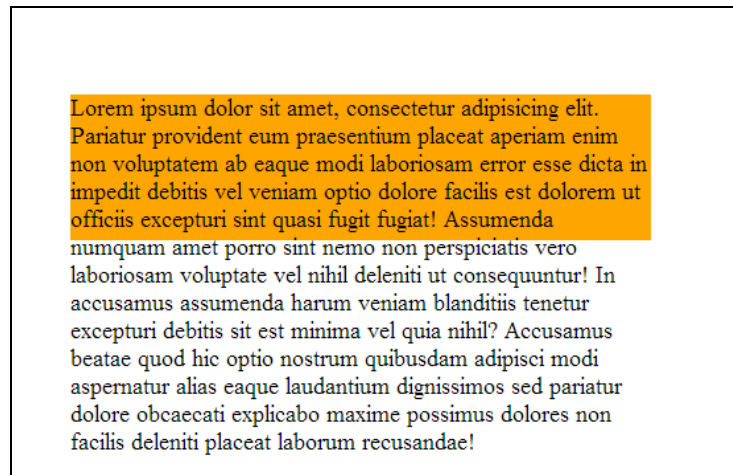 Lorem ipsum dolor sit amet, consectetur adipisicing elit.
Pariatur provident eum praesentium placeat aperiam enim
non voluptatem ab eaque modi laboriosam error esse dicta in
impedit debitis vel veniam optio dolore facilis est dolorem ut
officiis excepturi sint quasi fugit fugiat! Assumenda
numquam amet porro sint nemo non perspiciatis vero
laboriosam voluptate vel nihil deleniti ut consequuntur! In
accusamus assumenda harum veniam blanditiis tenetur
excepturi debitis sit est minima vel quia nihil? Accusamus
beatae quod hic optio nostrum quibusdam adipisci modi
aspernatur alias eaque laudantium dignissimos sed pariatur
dolore obcaecati explicabo maxime possimus dolores non
facilis deleniti placeat laborum recusandae!